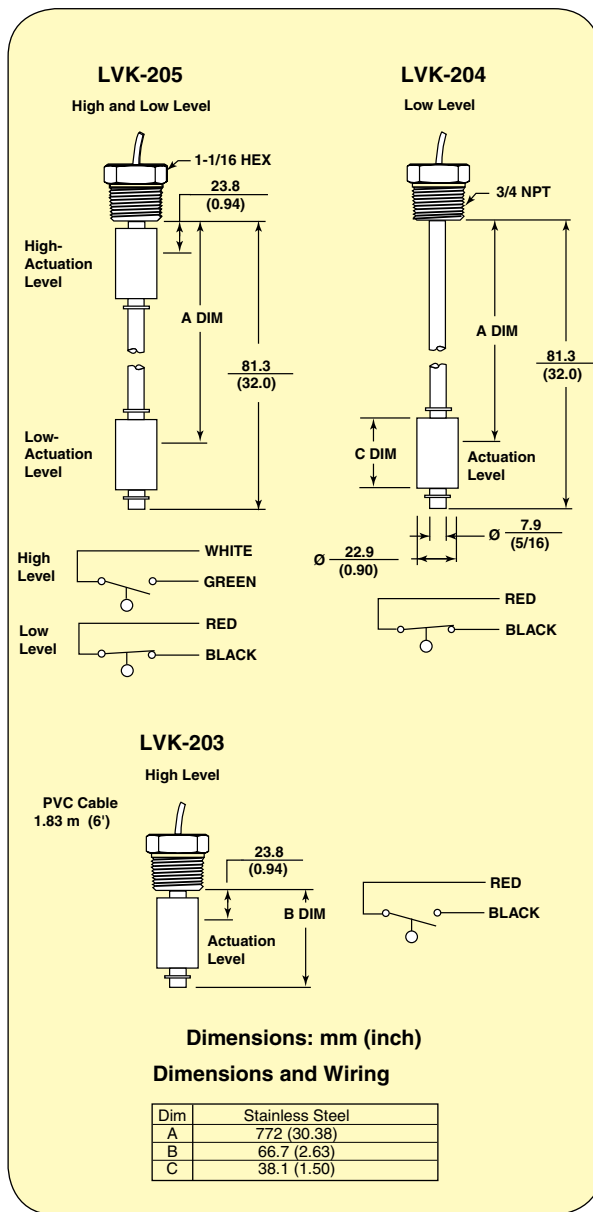 LVK-205
High and Low Level
1-1/16 HEX
23.8
(0.94)
High-
Actuation
Level
A DIM
81.3
(32.0)
Low-
Actuation
Level
High
Level
WHITE
GREEN
Low
Level
RED
BLACK
LVK-204
Low Level
3/4 NPT
A DIM
81.3
(32.0)
C DIM
Actuation
Level
Ø 7.9
(5/16)
Ø 22.9
(0.90)
RED
BLACK
LVK-203
High Level
PVC Cable
1.83 m (6')
23.8
(0.94)
B DIM
Actuation
Level
RED
BLACK
Dimensions: mm (inch)
Dimensions and Wiring
Dim Stainless Steel
A 772 (30.38)
B 66.7 (2.63)
C 38.1 (1.50)